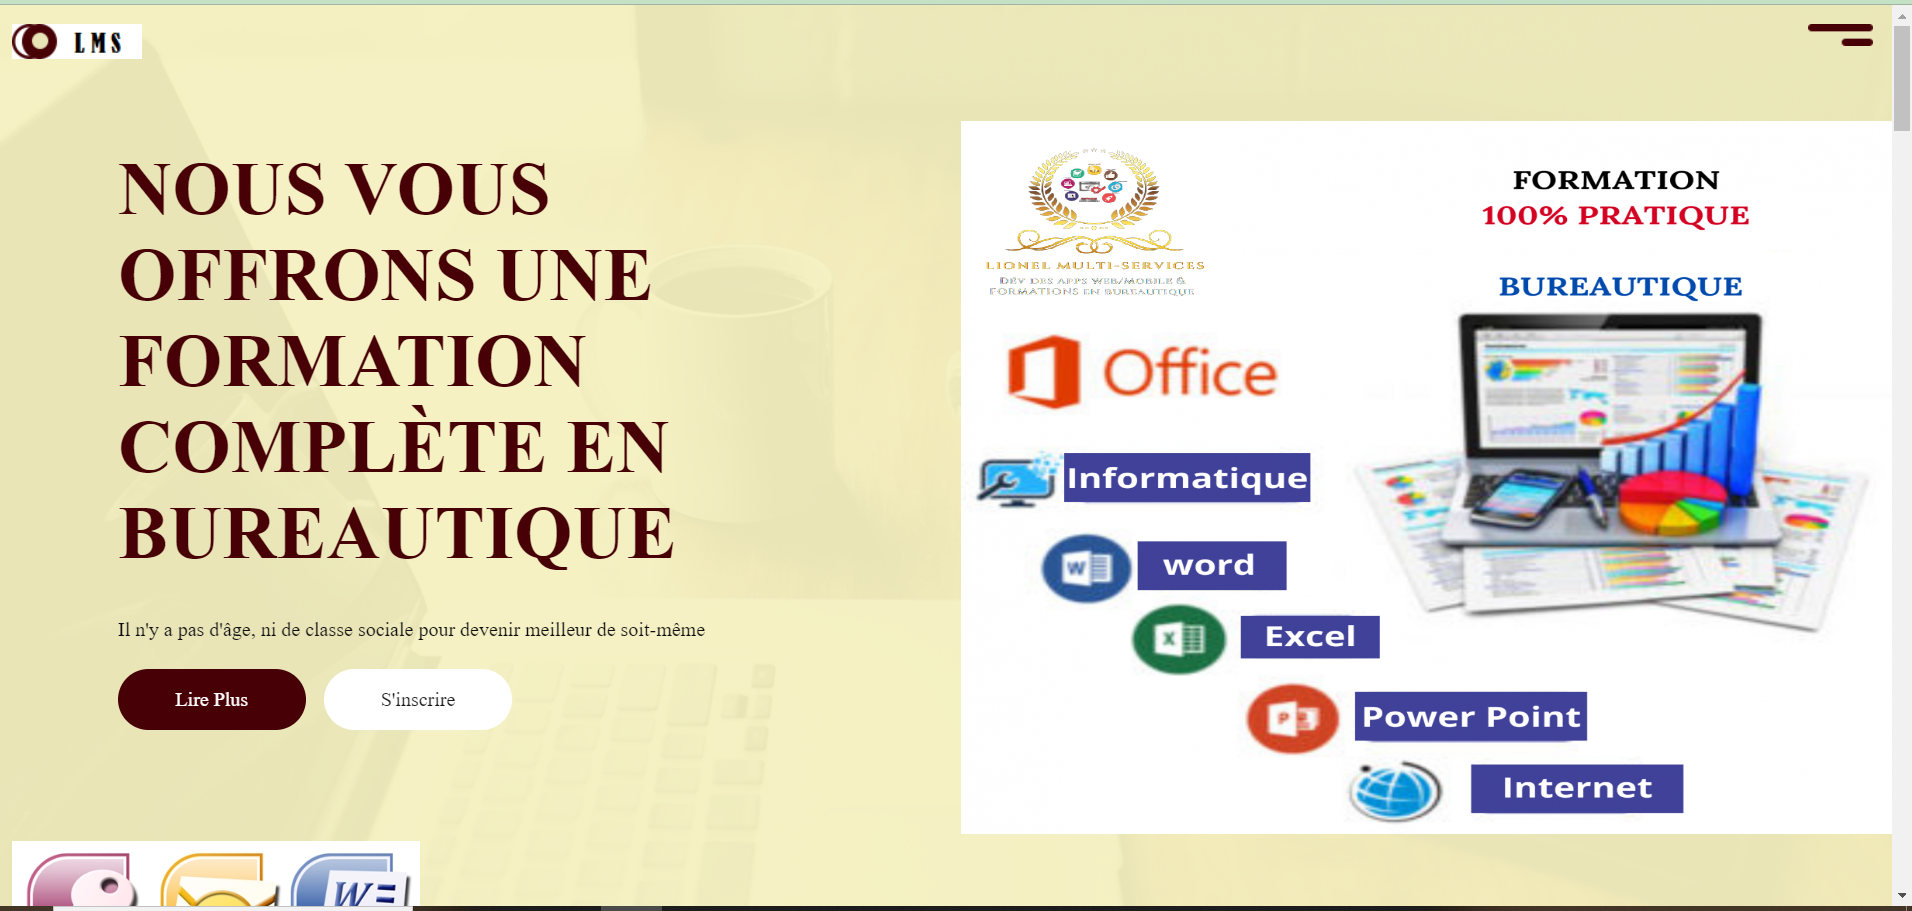 LMS
NOUS VOUS
OFFRONS UNE
FORMATION
COMPLÈTE EN
BUREAUTIQUE
Il n'y a pas d'âge, ni de classe sociale pour devenir meilleur de soit-même
Lire Plus
S'inscrire
LIONEL MULTI-SERVICES
DÉV DES APPS WEB/MOBILE &
FORMATIONS EN BUREAUTIQUE
FORMATION
100% PRATIQUE
BUREAUTIQUE
Office
Informatique
W
word
X
Excel
P
Power Point
Internet
W